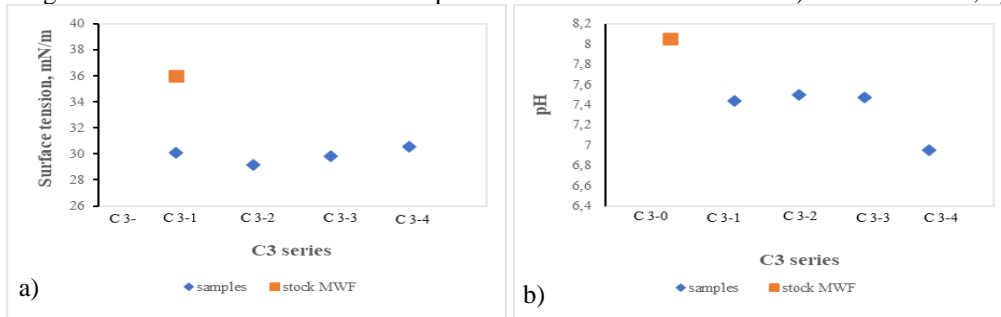 40
38
36
34
32
30
28
26
Surface tension, mN/m
C 3- C 3-1 C 3-2 C 3-3 C 3-4
C3 series
samples stock MWF
a)
8,2
8
7,8
7,6
7,4
7,2
7
6,8
6,6
6,4
pH
C 3-0 C 3-1 C 3-2 C 3-3 C 3-4
C3 series
samples stock MWF
b)